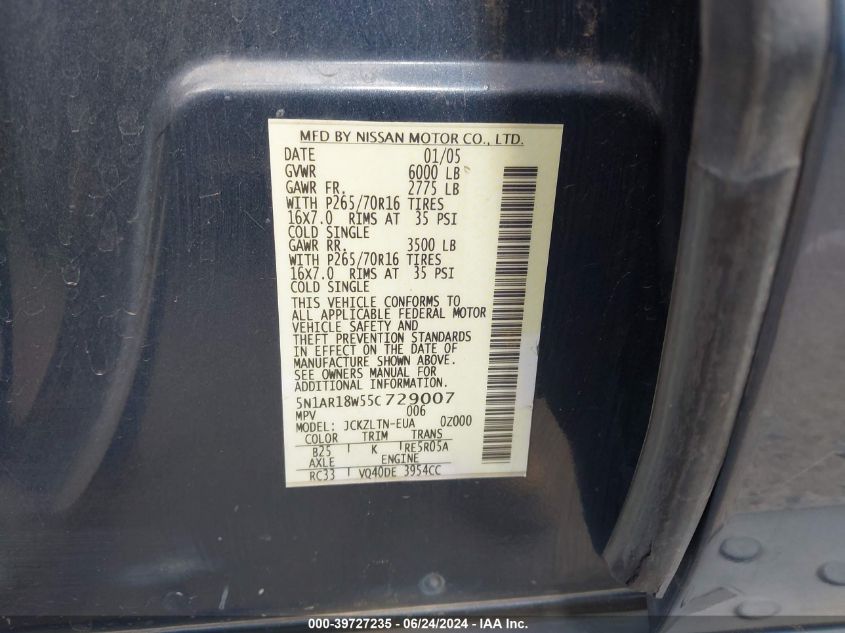 MFD BY NISSAN MOTOR CO., LTD.
DATE 01/05
GVWR 6000 LB
GAWR FR. 2775 LB
WITH P265/70R16 TIRES
16X7.0 RIMS AT 35 PSI
COLD SINGLE
GAWR RR. 3500 LB
WITH P265/70R16 TIRES
16X7.0 RIMS AT 35 PSI
COLD SINGLE
THIS VEHICLE CONFORMS TO
ALL APPLICABLE FEDERAL MOTOR
VEHICLE SAFETY AND
THEFT PREVENTION STANDARDS
IN EFFECT ON THE DATE OF
MANUFACTURE SHOWN ABOVE.
SEE OWNERS MANUAL FOR
ADDITIONAL INFORMATION.
5N1AR18W55C729007
MPV 006
MODEL: JCKZLTN-EUA 0Z000
COLOR TRIM TRANS
B25 K RE5R05A
AXLE ENGINE
RC33 VQ40DE 3954CC
000-39727235 - 06/24/2024 - IAA Inc.